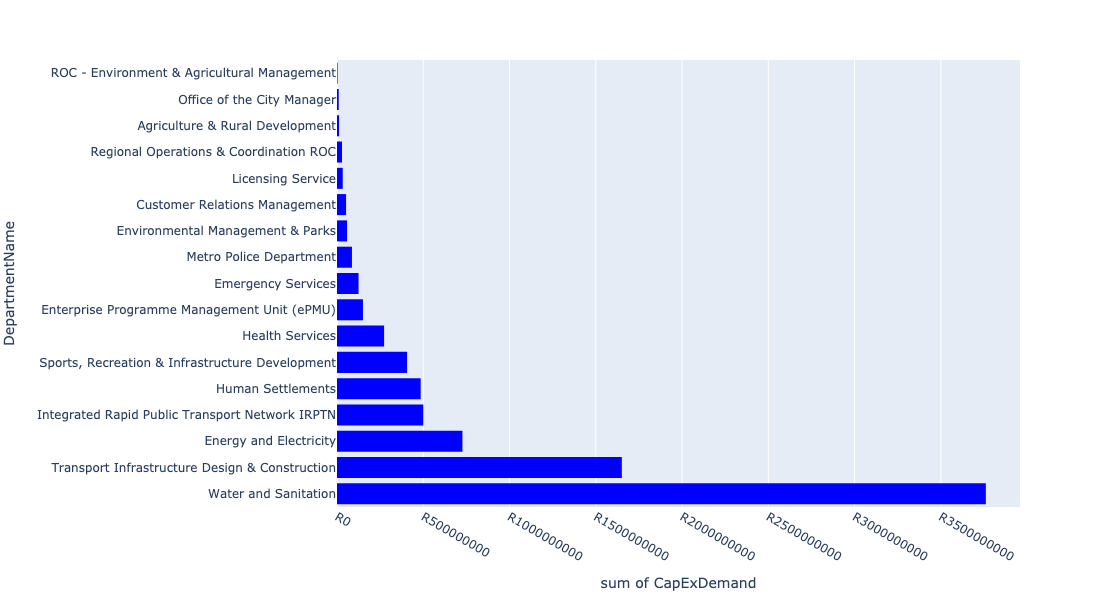 ROC - Environment & Agricultural Management
Office of the City Manager
Agriculture & Rural Development
Regional Operations & Coordination ROC
Licensing Service
Customer Relations Management
Environmental Management & Parks
Metro Police Department
Emergency Services
Enterprise Programme Management Unit (ePMU)
Health Services
Sports, Recreation & Infrastructure Development
Human Settlements
Integrated Rapid Public Transport Network IRPTN
Energy and Electricity
Transport Infrastructure Design & Construction
Water and Sanitation
DepartmentName
R0
R500000000
R1000000000
R1500000000
R2000000000
R2500000000
R3000000000
R3500000000
sum of CapExDemand